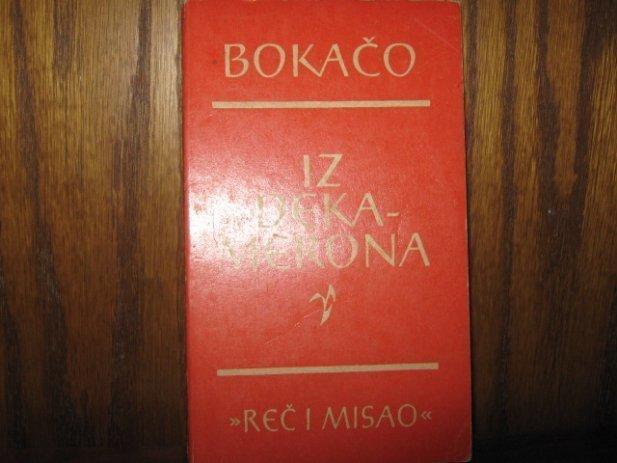 BOKAČO
IZ
DEKA-
MERONA
»REČ I MISAO«